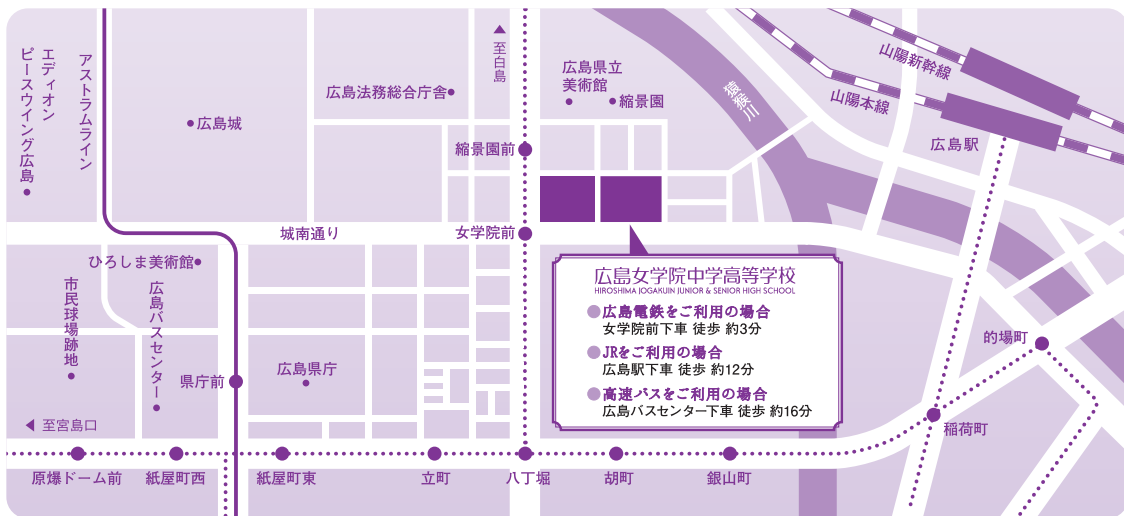 エディオン
ピースウイング広島
アストラムライン
広島城
広島法務総合庁舎
至白島
広島県立
美術館
縮景園
猿猴川
山陽新幹線
山陽本線
広島駅
縮景園前
城南通り
女学院前
ひろしま美術館
市民球場跡地
広島バスセンター
県庁前
広島県庁
広島女学院中学高等学校
HIROSHIMA JOGAKUIN JUNIOR & SENIOR HIGH SCHOOL
広島電鉄をご利用の場合
女学院前下車 徒歩 約3分
JRをご利用の場合
広島駅下車 徒歩 約12分
高速バスをご利用の場合
広島バスセンター下車 徒歩 約16分
的場町
稲荷町
至宮島口
原爆ドーム前
紙屋町西
紙屋町東
立町
八丁堀
胡町
銀山町